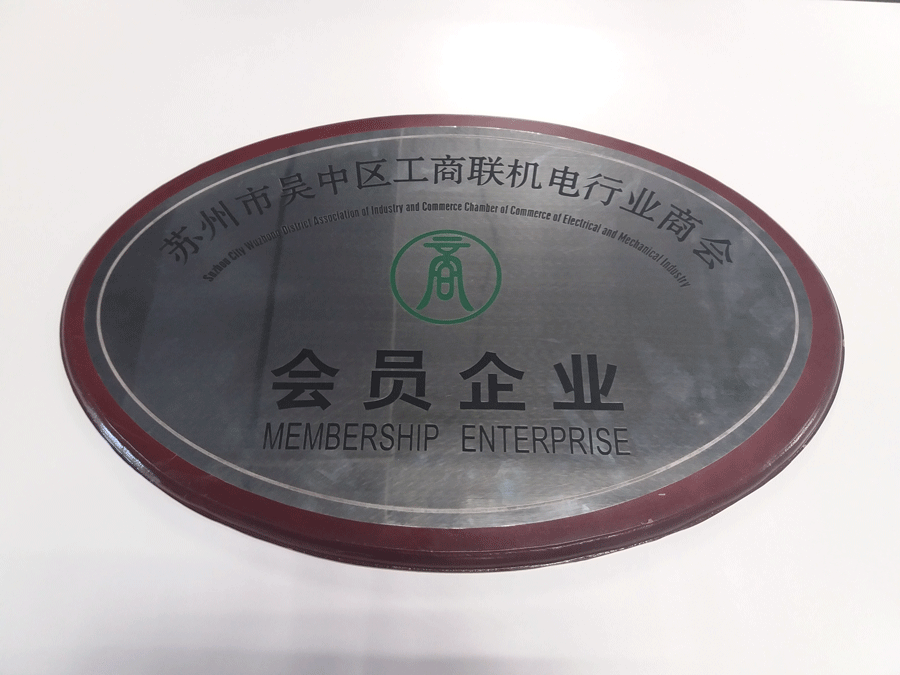 苏州市吴中区工商联机电行业商会
Suzhou City Wuzhong District Association of Industry and Commerce Chamber of Commerce of Electrical and Mechanical Industry
商
会员企业
MEMBERSHIP ENTERPRISE